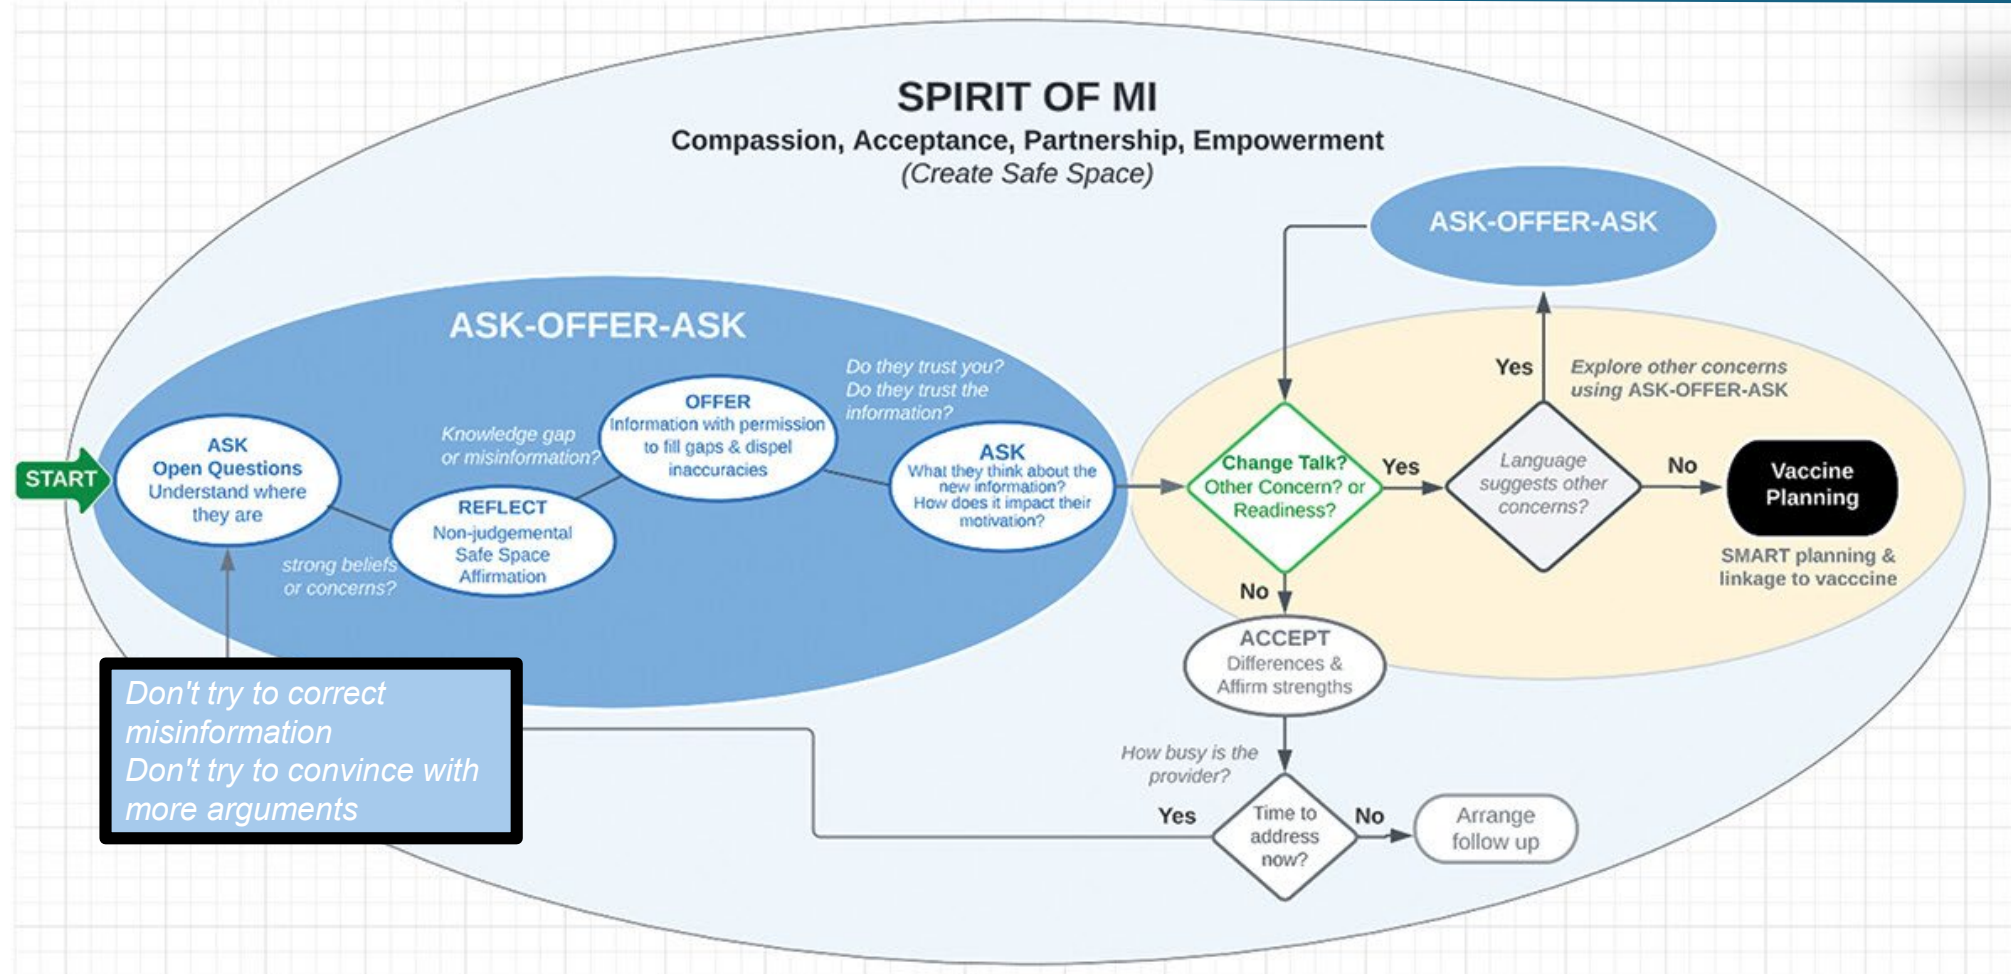 SPIRIT OF MI
Compassion, Acceptance, Partnership, Empowerment
(Create Safe Space)
ASK-OFFER-ASK
START
ASK
Open Questions
Understand where
they are
strong beliefs
or concerns?
REFLECT
Non-judgemental
Safe Space
Affirmation
Knowledge gap
or misinformation?
OFFER
Information with permission
to fill gaps & dispel
inaccuracies
Do they trust you?
Do they trust the
information?
ASK
What they think about the
new information?
How does it impact their
motivation?
Change Talk?
Other Concern? or
Readiness?
Yes
Language
suggests other
concerns?
Yes
Explore other concerns
using ASK-OFFER-ASK
ASK-OFFER-ASK
No
Vaccine
Planning
SMART planning &
linkage to vacccine
No
ACCEPT
Differences &
Affirm strengths
How busy is the
provider?
Time to
address
now?
Yes
No
Arrange
follow up
Don't try to correct
misinformation
Don't try to convince with
more arguments